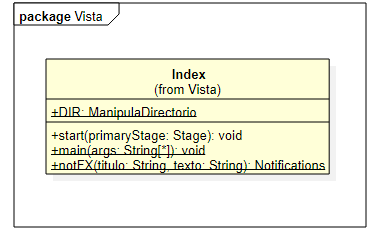 package Vista
Index
(from Vista)
+DIR: ManipulaDirectorio
+start(primaryStage: Stage): void
+main(args: String[*]): void
+notFX(titulo: String, texto: String): Notifications